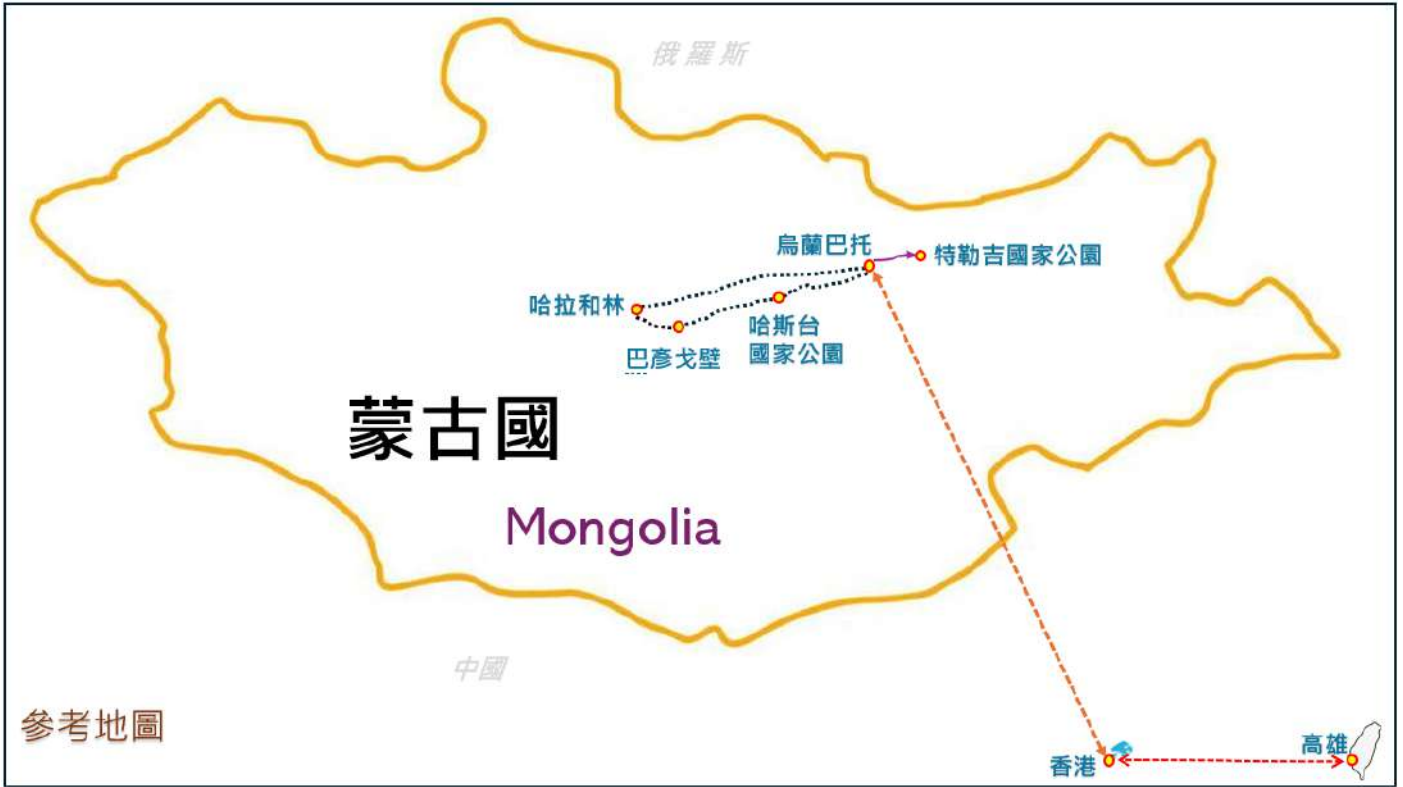 俄羅斯
烏蘭巴托
特勒吉國家公園
哈拉和林
哈斯台
國家公園
巴彥戈壁
蒙古國
Mongolia
中國
參考地圖
高雄
香港